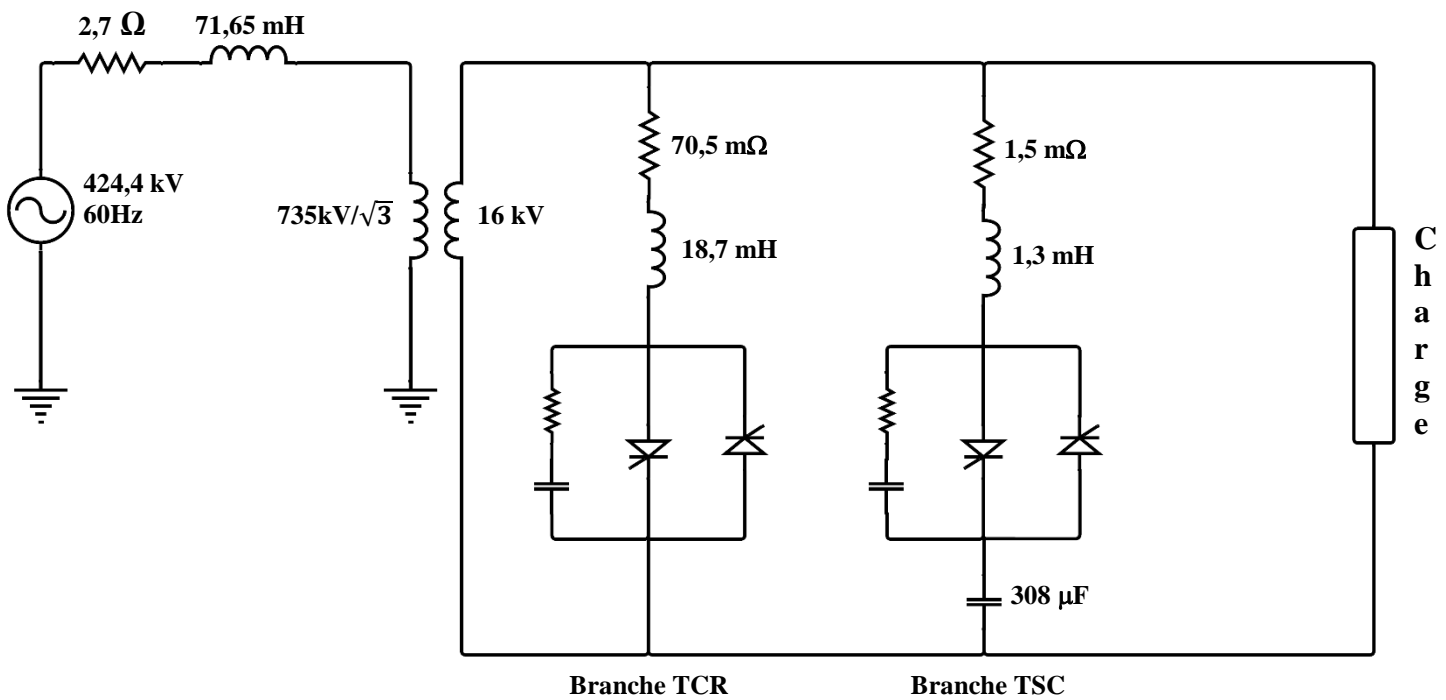 2,7 Ω
71,65 mH
424,4 kV
60Hz
735kV/√3
16 kV
70,5 mΩ
18,7 mH
1,5 mΩ
1,3 mH
308 μF
Charge
Branche TCR
Branche TSC